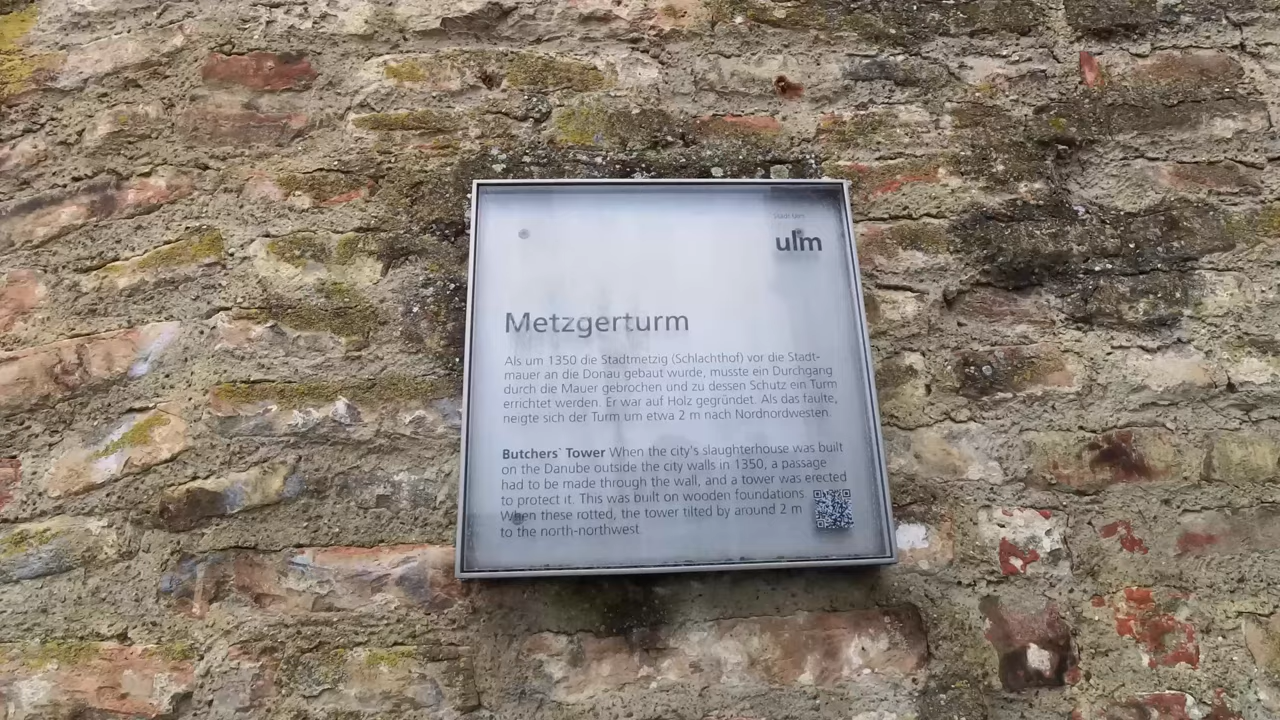 Stadt Ulm
ulm
Metzgerturm
Als um 1350 die Stadtmetzig (Schlachthof) vor die Stadt-
mauer an die Donau gebaut wurde, musste ein Durchgang
durch die Mauer gebrochen und zu dessen Schutz ein Turm
errichtet werden. Er war auf Holz gegründet. Als das faulte,
neigte sich der Turm um etwa 2 m nach Nordnordwesten.
Butchers` Tower When the city's slaughterhouse was built
on the Danube outside the city walls in 1350, a passage
had to be made through the wall, and a tower was erected
to protect it. This was built on wooden foundations.
When these rotted, the tower tilted by around 2 m
to the north-northwest.